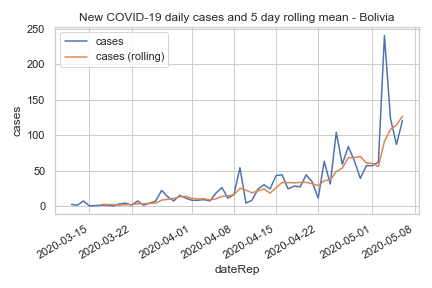 New COVID-19 daily cases and 5 day rolling mean - Bolivia
cases
cases (rolling)
250
200
150
100
50
0
cases
2020-03-15
2020-03-22
2020-04-01
2020-04-08
2020-04-15
2020-04-22
2020-05-01
2020-05-08
dateRep